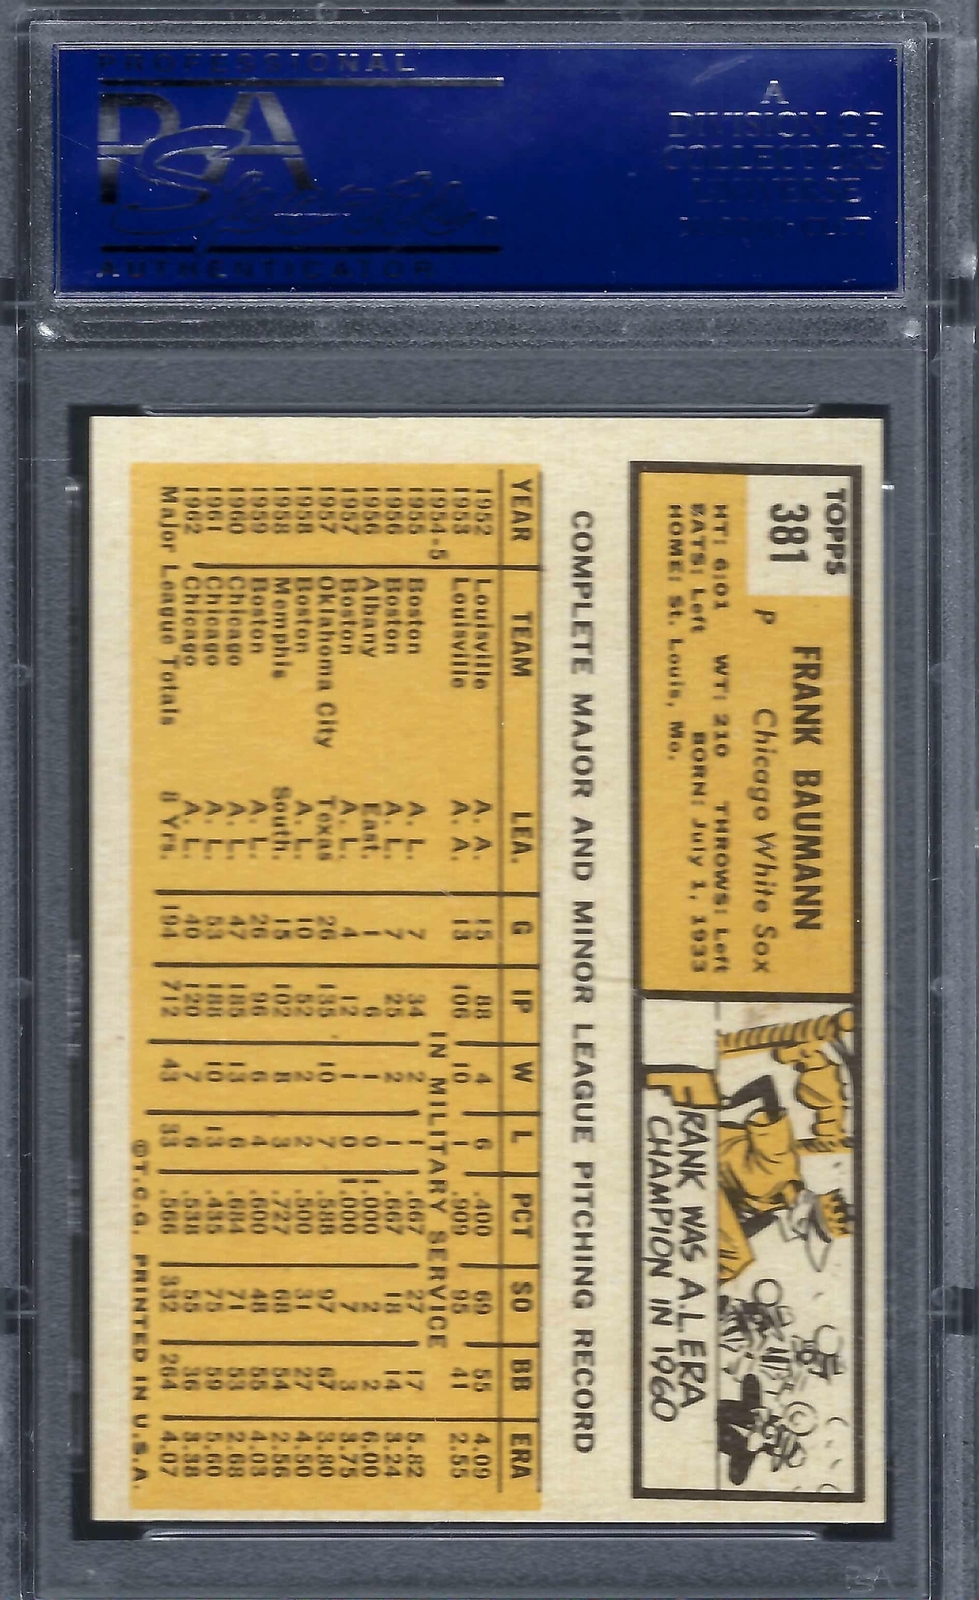 PROFESSIONAL
PSA
AUTHENTICATOR
A
DIVISION OF
COLLECTORS
UNIVERSE
TOPPS
381
FRANK BAUMANN
P Chicago White Sox
HT: 6:01 WT: 210 THROWS: Left
BATS: Left BORN: July 1, 1933
HOME: St. Louis, Mo.
FRANK WAS A.L. ERA
CHAMPION IN 1960
COMPLETE MAJOR AND MINOR LEAGUE PITCHING RECORD
YEAR TEAM LEA. G IP W L PCT SO BB ERA
1952 Louisville A. A. 15 88 4 6 .400 69 55 4.09
1953 Louisville A. A. 13 106 10 1 .909 95 41 2.55
1954-5 IN MILITARY SERVICE
1955 Boston A. L. 7 34 2 1 .667 27 17 5.82
1956 Boston A. L. 7 25 2 1 .667 18 14 3.24
1956 Albany East. 1 6 1 0 1.000 2 2 6.00
1957 Boston A. L. 4 12 1 0 1.000 7 3 3.75
1957 Oklahoma City Texas 26 135 10 7 .588 97 67 3.80
1958 Boston A. L. 10 52 2 2 .500 31 27 4.50
1958 Memphis South. 15 102 8 3 .727 68 54 2.56
1959 Boston A. L. 26 96 6 4 .600 48 55 4.03
1960 Chicago A. L. 47 185 13 6 .684 71 53 2.68
1961 Chicago A. L. 53 188 10 13 .435 75 59 5.60
1962 Chicago A. L. 40 120 7 6 .538 55 36 3.38
Major League Totals 8 Yrs. 194 712 43 33 .566 332 264 4.07
©T.C.G. PRINTED IN U.S.A.
PSA